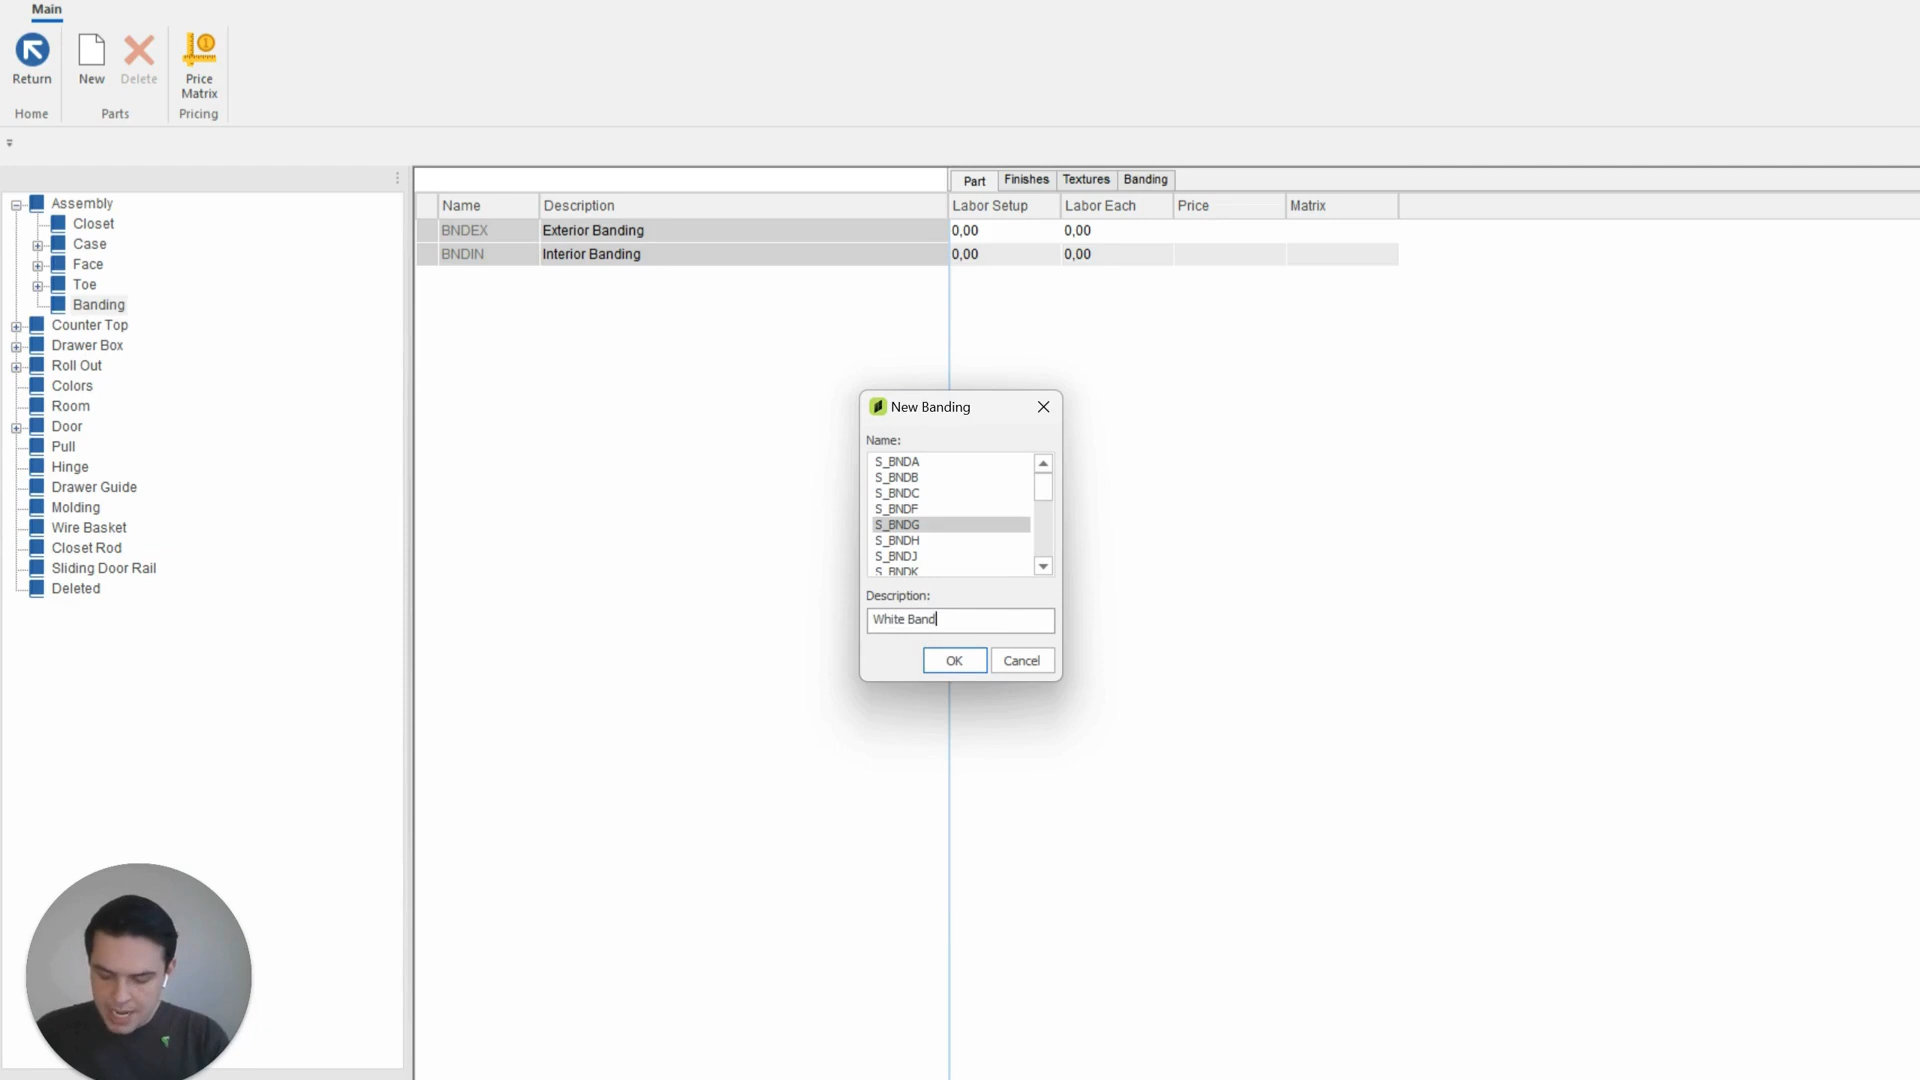 Main
Return
New
Delete
Price
Matrix
Home
Parts
Pricing
Part
Finishes
Textures
Banding
Name
Description
Labor Setup
Labor Each
Price
Matrix
BNDEX
Exterior Banding
0,00
0,00
BNDIN
Interior Banding
0,00
0,00
Assembly
Closet
Case
Face
Toe
Banding
Counter Top
Drawer Box
Roll Out
Colors
Room
Door
Pull
Hinge
Drawer Guide
Molding
Wire Basket
Closet Rod
Sliding Door Rail
Deleted
New Banding
Name:
S_BNDA
S_BNDB
S_BNDC
S_BNDF
S_BNDG
S_BNDH
S_BNDJ
S_BNDK
Description:
White Band
OK
Cancel